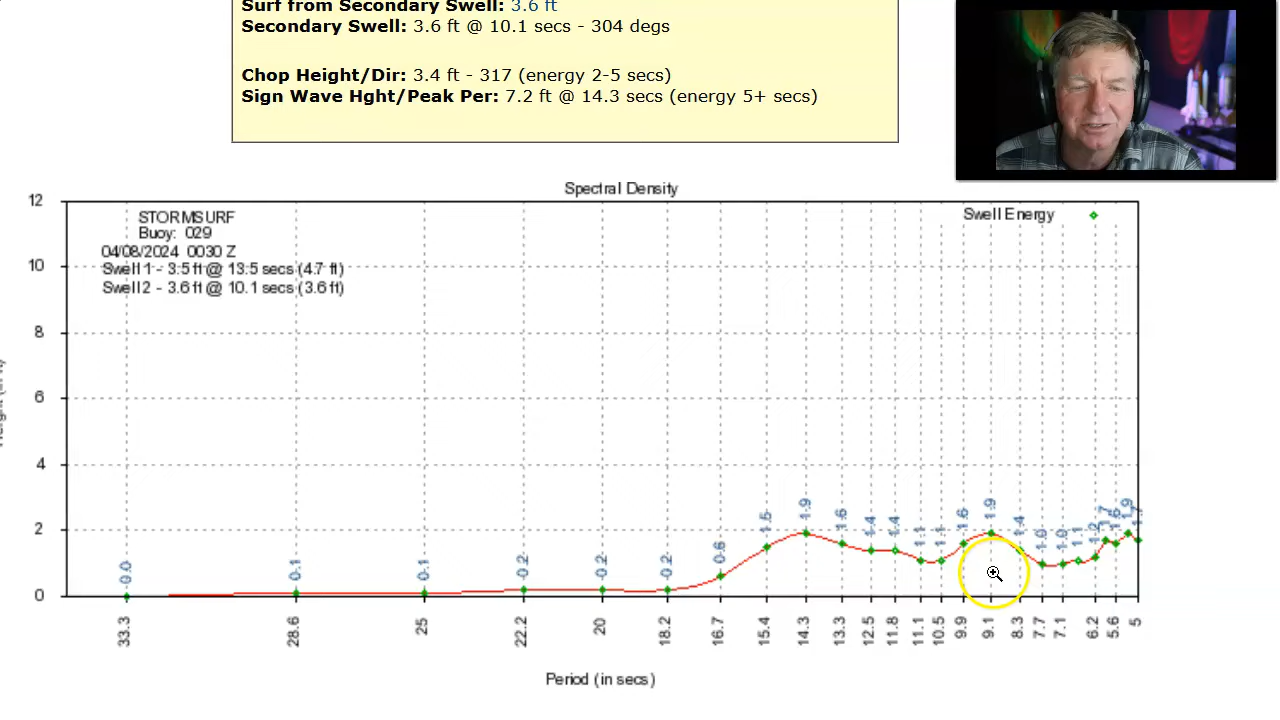 Surf from Secondary Swell: 3.6 ft
Secondary Swell: 3.6 ft @ 10.1 secs - 304 degs
Chop Height/Dir: 3.4 ft - 317 (energy 2-5 secs)
Sign Wave Hght/Peak Per: 7.2 ft @ 14.3 secs (energy 5+ secs)
Spectral Density
STORMSURF
Buoy: 029
04/08/2024 0030 Z
Swell 1 - 3.5 ft @ 13.5 secs (4.7 ft)
Swell 2 - 3.6 ft @ 10.1 secs (3.6 ft)
Swell Energy
12
10
8
6
4
2
0
0.0 0.1 0.1 0.2 0.2 0.2 0.6 1.5 1.9 1.6 1.4 1.4 1.1 1.1 1.6 1.9 1.4 1.0 1.0 1.1 1.2 1.7 1.6 1.9
33.3 28.6 25 22.2 20 18.2 16.7 15.4 14.3 13.3 12.5 11.8 11.1 10.5 9.9 9.1 8.3 7.7 7.1 6.2 5.6 5
Period (in secs)